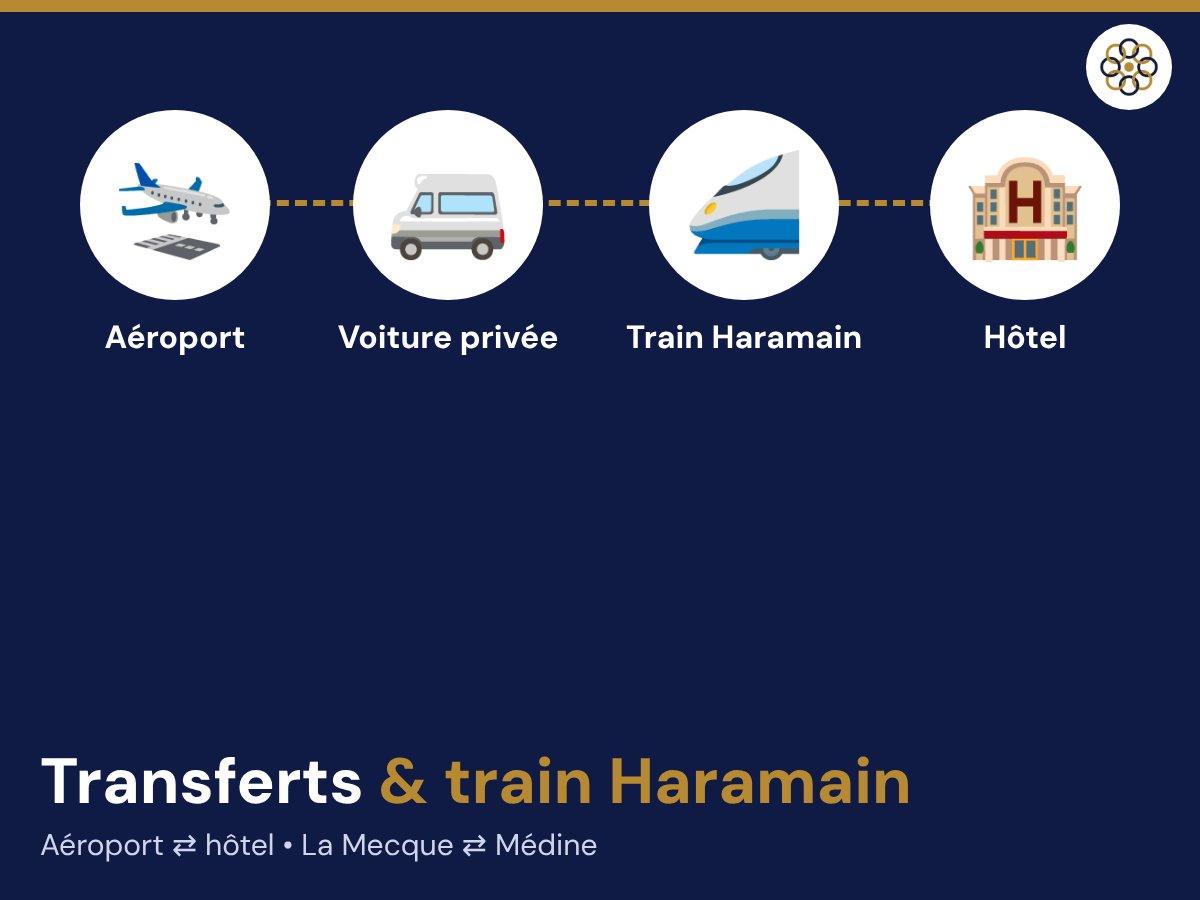 H
Aéroport
Voiture privée
Train Haramain
Hôtel
Transferts & train Haramain
Aéroport ⇄ hôtel • La Mecque ⇄ Médine